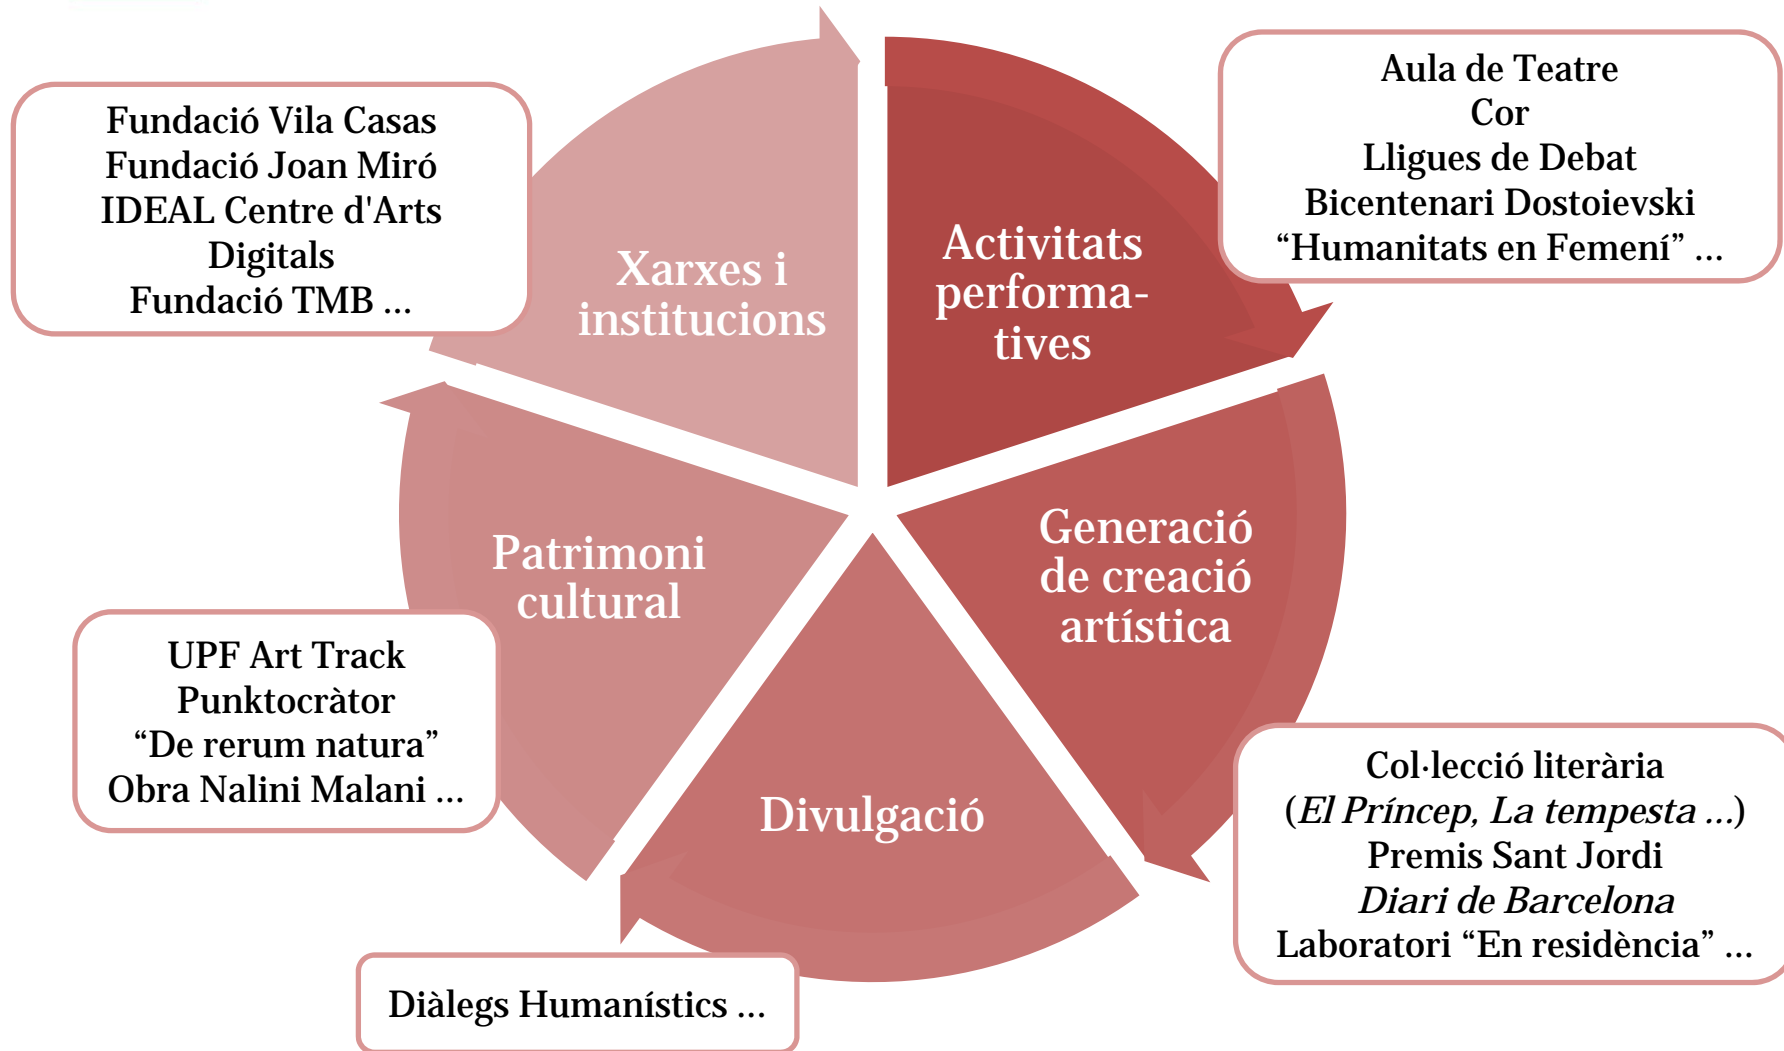 Fundació Vila Casas
Fundació Joan Miró
IDEAL Centre d'Arts
Digitals
Fundació TMB ...
Xarxes i
institucions
Activitats
performa-
tives
Aula de Teatre
Cor
Lligues de Debat
Bicentenari Dostoievski
“Humanitats en Femení” ...
Patrimoni
cultural
UPF Art Track
Punktocràtor
“De rerum natura”
Obra Nalini Malani ...
Generació
de creació
artística
Col·lecció literària
(El Príncep, La tempesta ...)
Premis Sant Jordi
Diari de Barcelona
Laboratori “En residència” ...
Divulgació
Diàlegs Humanístics ...